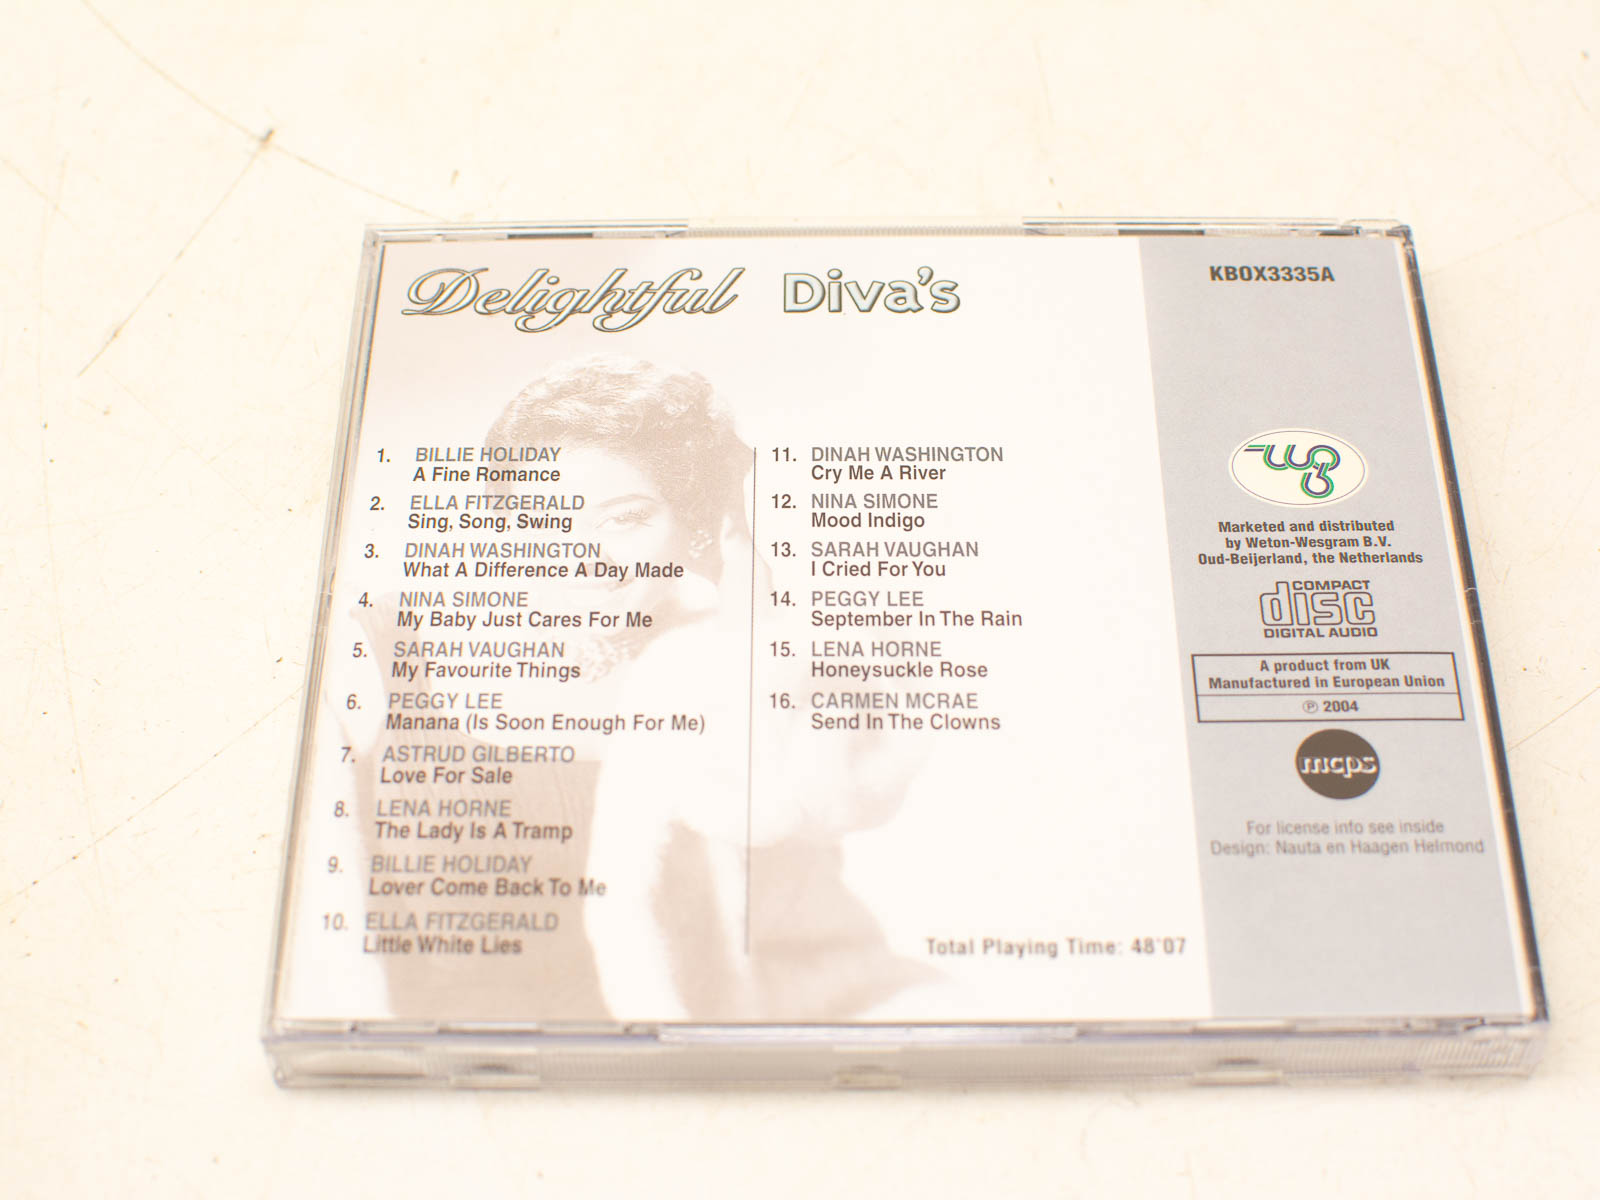 Delightful Diva's
1. BILLIE HOLIDAY
A Fine Romance
2. ELLA FITZGERALD
Sing, Song, Swing
3. DINAH WASHINGTON
What A Difference A Day Made
4. NINA SIMONE
My Baby Just Cares For Me
5. SARAH VAUGHAN
My Favourite Things
6. PEGGY LEE
Manana (Is Soon Enough For Me)
7. ASTRUD GILBERTO
Love For Sale
8. LENA HORNE
The Lady Is A Tramp
9. BILLIE HOLIDAY
Lover Come Back To Me
10. ELLA FITZGERALD
Little White Lies
11. DINAH WASHINGTON
Cry Me A River
12. NINA SIMONE
Mood Indigo
13. SARAH VAUGHAN
I Cried For You
14. PEGGY LEE
September In The Rain
15. LENA HORNE
Honeysuckle Rose
16. CARMEN MCRAE
Send In The Clowns
Total Playing Time: 48'07
KBOX3335A
Marketed and distributed
by Weton-Wesgram B.V.
Oud-Beijerland, the Netherlands
COMPACT
disc
DIGITAL AUDIO
A product from UK
Manufactured in European Union
℗ 2004
mcps
For license info see inside
Design: Nauta en Haagen Helmond